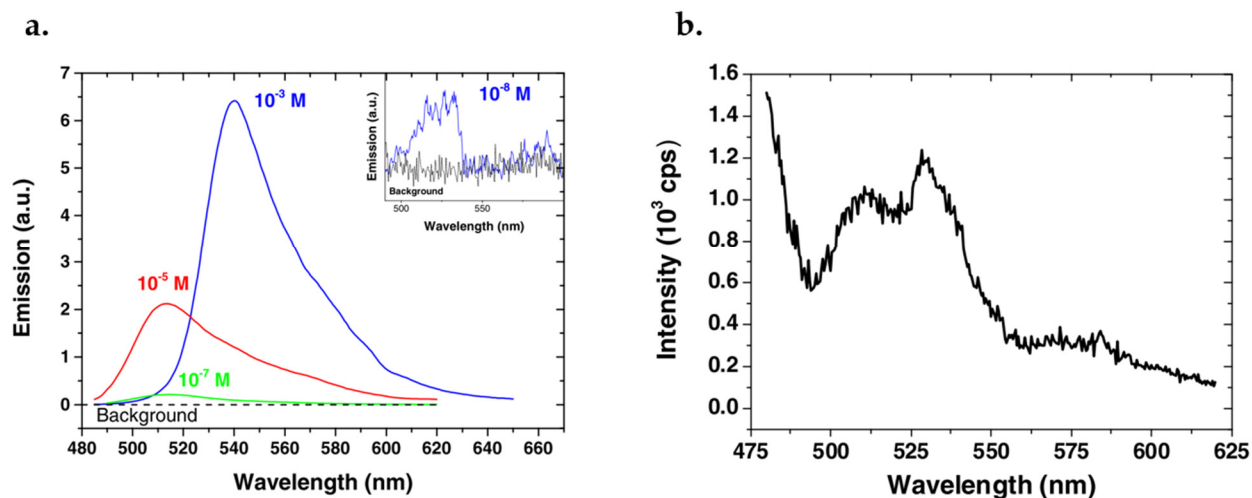 a.
b.
7
6
5
4
3
2
1
0
Emission (a.u.)
10⁻³ M
10⁻⁵ M
10⁻⁷ M
Background
480 500 520 540 560 580 600 620 640 660
Wavelength (nm)
Emission (a.u.)
10⁻⁸ M
Background
500 550
Wavelength (nm)
1.6
1.4
1.2
1.0
0.8
0.6
0.4
0.2
0.0
Intensity (10³ cps)
475 500 525 550 575 600 625
Wavelength (nm)